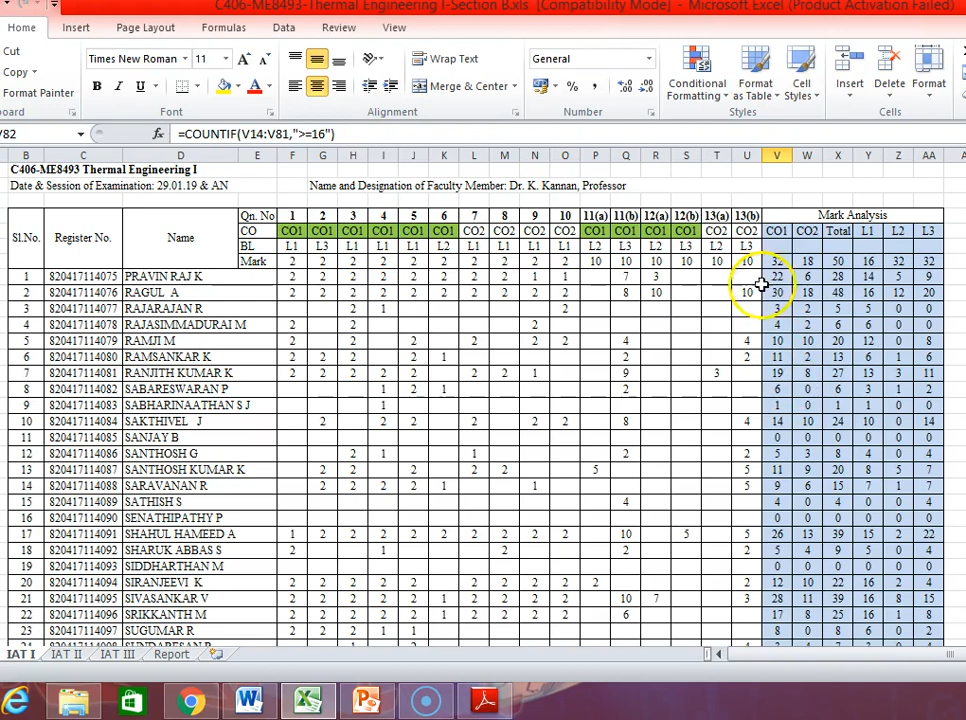 C406-ME8493-Thermal Engineering I-Section B.xls [Compatibility Mode] - Microsoft Excel (Product Activation Failed)
Home Insert Page Layout Formulas Data Review View
Cut
Copy
Format Painter
Times New Roman 11
Wrap Text
Merge & Center
General
Conditional Formatting
Format as Table
Cell Styles
Insert Delete Format
Font Alignment Number Styles Cells
fx =COUNTIF(V14:V81,">=16")
B C D E F G H I J K L M N O P Q R S T U V W X Y Z AA
C406-ME8493 Thermal Engineering I
Date & Session of Examination: 29.01.19 & AN Name and Designation of Faculty Member: Dr. K. Kannan, Professor
Sl.No. Register No. Name Qn. No 1 2 3 4 5 6 7 8 9 10 11(a) 11(b) 12(a) 12(b) 13(a) 13(b) Mark Analysis
CO CO1 CO1 CO1 CO1 CO1 CO1 CO2 CO2 CO2 CO2 CO1 CO1 CO1 CO1 CO2 CO2 CO1 CO2 Total L1 L2 L3
BL L1 L3 L1 L1 L1 L2 L1 L1 L1 L1 L2 L3 L2 L3 L2 L3
Mark 2 2 2 2 2 2 2 2 2 2 10 10 10 10 10 10 32 18 50 16 32 32
1 820417114075 PRAVIN RAJ K 2 2 2 2 2 2 2 2 1 1 7 3 22 6 28 14 5 9
2 820417114076 RAGUL A 2 2 2 2 2 2 2 2 2 2 8 10 10 30 18 48 16 12 20
3 820417114077 RAJARAJAN R 2 1 2 3 2 5 5 0 0
4 820417114078 RAJASIMMADURAI M 2 2 2 4 2 6 6 0 0
5 820417114079 RAMJI M 2 2 2 2 2 2 4 4 10 10 20 12 0 8
6 820417114080 RAMSANKAR K 2 2 2 2 1 2 2 11 2 13 6 1 6
7 820417114081 RANJITH KUMAR K 2 2 2 2 2 2 2 1 9 3 19 8 27 13 3 11
8 820417114082 SABARESWARAN P 1 2 1 2 6 0 6 3 1 2
9 820417114083 SABHARINAATHAN S J 1 1 0 1 1 0 0
10 820417114084 SAKTHIVEL J 2 2 2 2 2 2 8 4 14 10 24 10 0 14
11 820417114085 SANJAY B 0 0 0 0 0 0
12 820417114086 SANTHOSH G 2 1 1 2 2 5 3 8 4 0 4
13 820417114087 SANTHOSH KUMAR K 2 2 2 2 2 5 5 11 9 20 8 5 7
14 820417114088 SARAVANAN R 2 2 2 2 1 1 5 9 6 15 7 1 7
15 820417114089 SATHISH S 4 4 0 4 0 0 4
16 820417114090 SENATHIPATHY P 0 0 0 0 0 0
17 820417114091 SHAHUL HAMEED A 1 2 2 2 2 2 2 2 2 2 10 5 5 26 13 39 15 2 22
18 820417114092 SHARUK ABBAS S 2 1 2 2 2 5 4 9 5 0 4
19 820417114093 SIDDHARTHAN M 0 0 0 0 0 0
20 820417114094 SIRANJEEVI K 2 2 2 2 2 2 2 2 2 2 2 12 10 22 16 2 4
21 820417114095 SIVASANKAR V 2 2 2 2 2 1 2 2 2 2 10 7 3 28 11 39 16 8 15
22 820417114096 SRIKKANTH M 2 2 2 2 2 1 2 2 2 2 6 17 8 25 16 1 8
23 820417114097 SUGUMAR R 2 2 2 1 1 8 0 8 6 0 2
IAT I IAT II IAT III Report